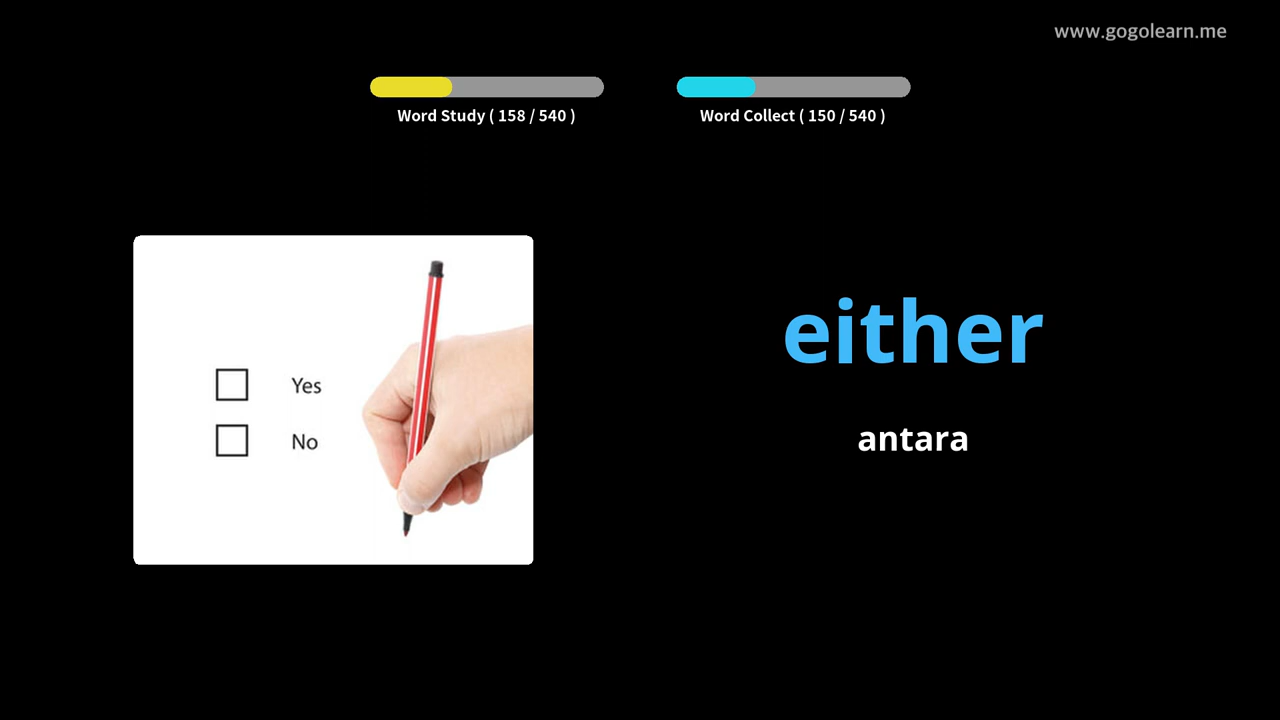 www.gogolearn.me
Word Study ( 158 / 540 )
Word Collect ( 150 / 540 )
Yes
No
either
antara